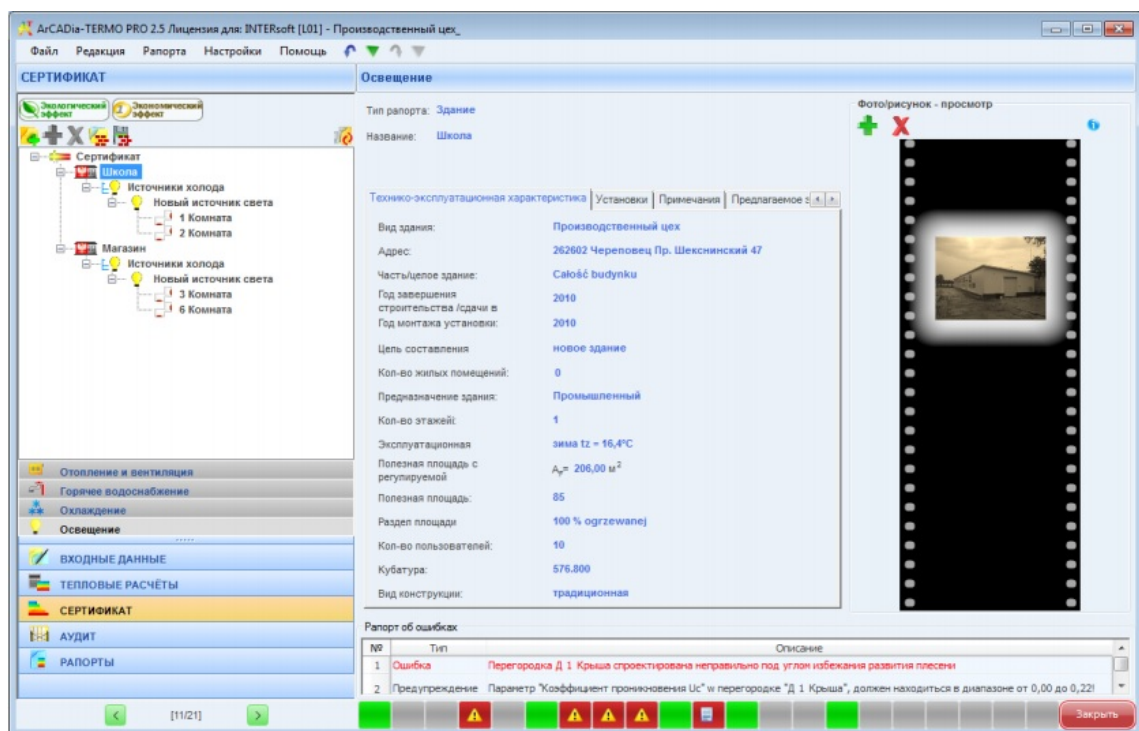 ArCADia-TERMO PRO 2.5 Лицензия для: INTERsoft [L01] - Производственный цех_
Файл Редакция Рапорта Настройки Помощь
СЕРТИФИКАТ
Экологический эффект
Экономический эффект
Сертификат
Школа
Источники холода
Новый источник света
1 Комната
2 Комната
Магазин
Источники холода
Новый источник света
3 Комната
6 Комната
Отопление и вентиляция
Горячее водоснабжение
Охлаждение
Освещение
ВХОДНЫЕ ДАННЫЕ
ТЕПЛОВЫЕ РАСЧЁТЫ
СЕРТИФИКАТ
АУДИТ
РАПОРТЫ
[11/21]
Освещение
Тип рапорта: Здание
Название: Школа
Технико-эксплуатационная характеристика Установки Примечания Предлагаемое з
Вид здания: Производственный цех
Адрес: 262602 Череповец Пр. Шекснинский 47
Часть/целое здание: Całość budynku
Год завершения
строительства /сдачи в 2010
Год монтажа установки: 2010
Цель составления новое здание
Кол-во жилых помещений: 0
Предназначение здания: Промышленный
Кол-во этажей: 1
Эксплуатационная зима tz = 16,4°C
Полезная площадь с
регулируемой A= 206,00 м²
Полезная площадь: 85
Раздел площади 100 % ogrzewanej
Кол-во пользователей: 10
Кубатура: 576.800
Вид конструкции: традиционная
Фото/рисунок - просмотр
Рапорт об ошибках
№ Тип Описание
1 Ошибка Перегородка Д 1 Крыша спроектирована неправильно под углом избежания развития плесени
2 Предупреждение Параметр "Коэффициент проникновения Uc" w перегородке "Д 1 Крыша", должен находиться в диапазоне от 0,00 до 0,22!
Закрыть